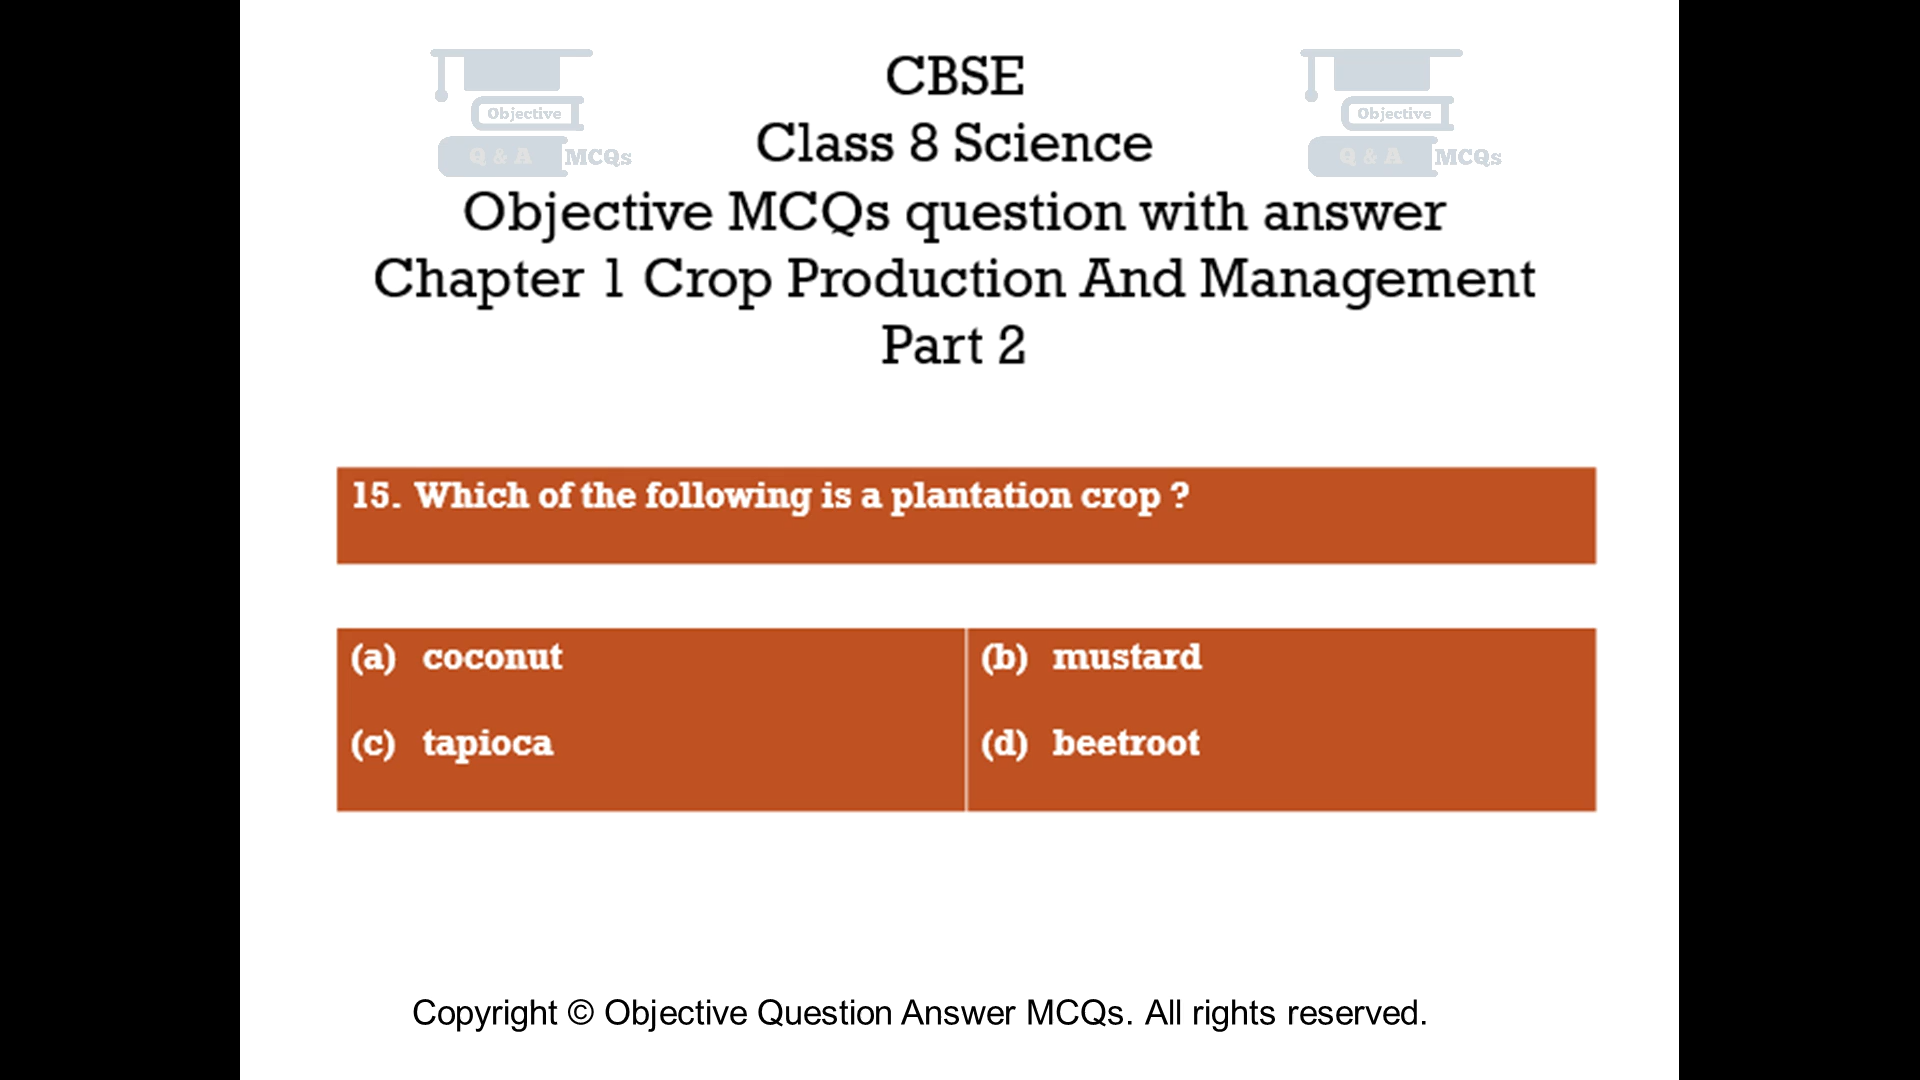 CBSE
Class 8 Science
Objective MCQs question with answer
Chapter 1 Crop Production And Management
Part 2
Objective
Q & A MCQs
Objective
Q & A MCQs
15. Which of the following is a plantation crop ?
(a) coconut
(b) mustard
(c) tapioca
(d) beetroot
Copyright © Objective Question Answer MCQs. All rights reserved.